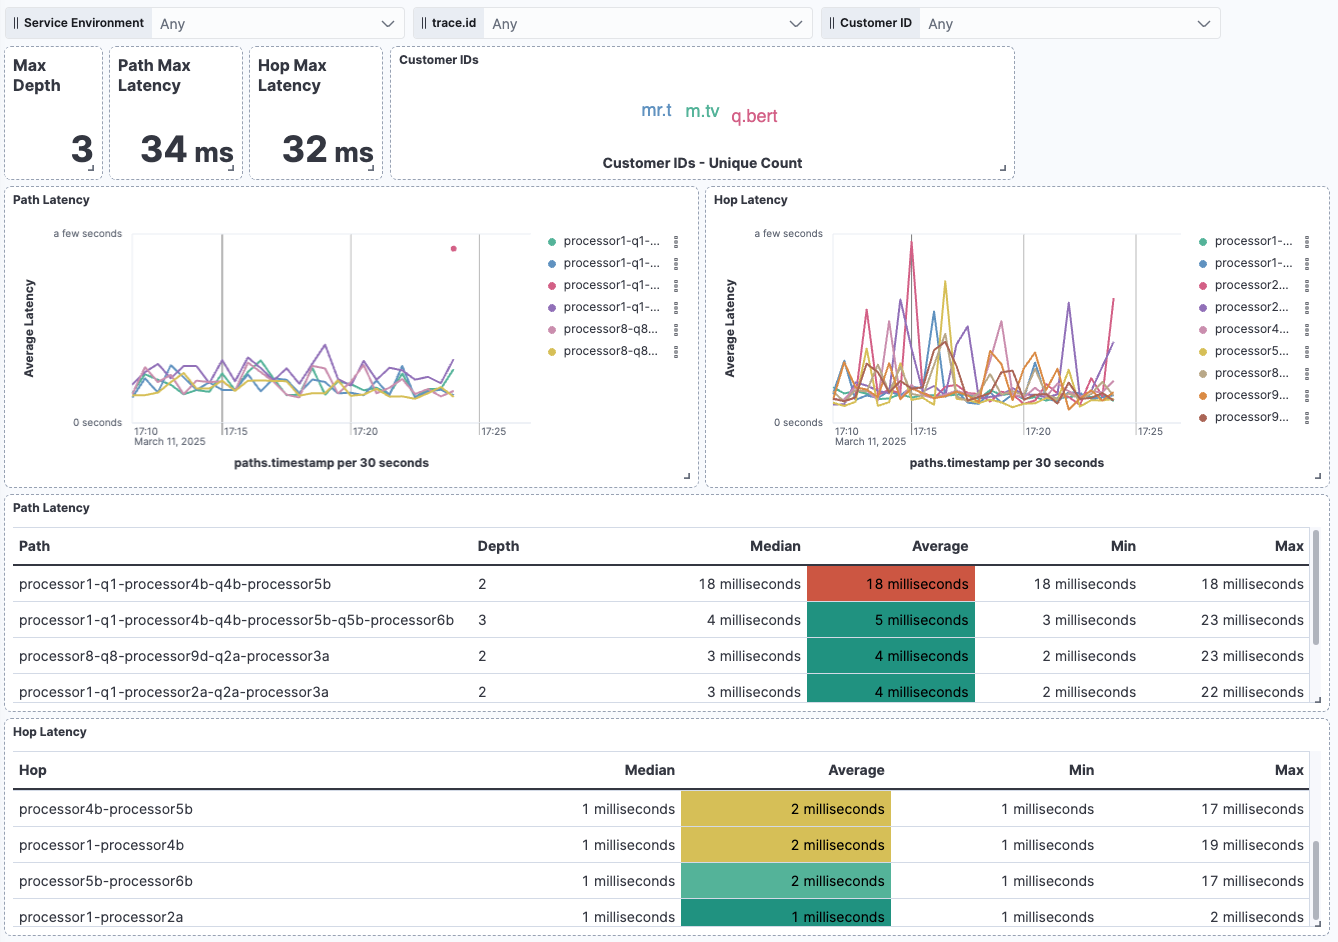 Service Environment Any
trace.id Any
Customer ID Any
Max Depth
3
Path Max Latency
34 ms
Hop Max Latency
32 ms
Customer IDs
mr.t m.tv q.bert
Customer IDs - Unique Count
Path Latency
Average Latency
a few seconds
0 seconds
17:10
March 11, 2025
17:15
17:20
17:25
paths.timestamp per 30 seconds
processor1-q1-...
processor1-q1-...
processor1-q1-...
processor1-q1-...
processor8-q8...
processor8-q8...
Hop Latency
Average Latency
a few seconds
0 seconds
17:10
March 11, 2025
17:15
17:20
17:25
paths.timestamp per 30 seconds
processor1-...
processor1-...
processor2...
processor2...
processor4...
processor5...
processor8...
processor9...
processor9...
Path Latency
Path Depth Median Average Min Max
processor1-q1-processor4b-q4b-processor5b 2 18 milliseconds 18 milliseconds 18 milliseconds 18 milliseconds
processor1-q1-processor4b-q4b-processor5b-q5b-processor6b 3 4 milliseconds 5 milliseconds 3 milliseconds 23 milliseconds
processor8-q8-processor9d-q2a-processor3a 2 3 milliseconds 4 milliseconds 2 milliseconds 23 milliseconds
processor1-q1-processor2a-q2a-processor3a 2 3 milliseconds 4 milliseconds 2 milliseconds 22 milliseconds
Hop Latency
Hop Median Average Min Max
processor4b-processor5b 1 milliseconds 2 milliseconds 1 milliseconds 17 milliseconds
processor1-processor4b 1 milliseconds 2 milliseconds 1 milliseconds 19 milliseconds
processor5b-processor6b 1 milliseconds 2 milliseconds 1 milliseconds 17 milliseconds
processor1-processor2a 1 milliseconds 1 milliseconds 1 milliseconds 2 milliseconds